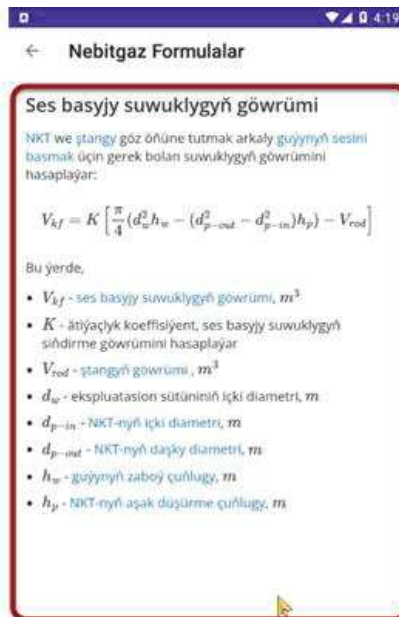 4:19
Nebitgaz Formulalar
Ses basyjy suwuklygyň göwrümi
NKT we ştangy göz öňüne tutmak arkaly guýynyň sesini
basmak üçin gerek bolan suwuklygyň göwrümini
hasaplaýar:
V_{kf} = K [ \frac{π}{4} (d_w^2 h_w − (d_{p−out}^2 − d_{p−in}^2) h_p) − V_{rod} ]
Bu ýerde,
• V_{kf} - ses basyjy suwuklygyň göwrümi, m^3
• K - ätiýaçlyk koeffisiýent, ses basyjy suwuklygyň
siňdirme göwrümini hasaplaýar
• V_{rod} - ştangyň göwrümi , m^3
• d_w - ekspluatasion sütüniniň içki diametri, m
• d_{p−in} - NKT-nyň içki diametri, m
• d_{p−out} - NKT-nyň daşky diametri, m
• h_w - guýynyň zaboý çuňlugy, m
• h_p - NKT-nyň aşak düşürme çuňlugy, m